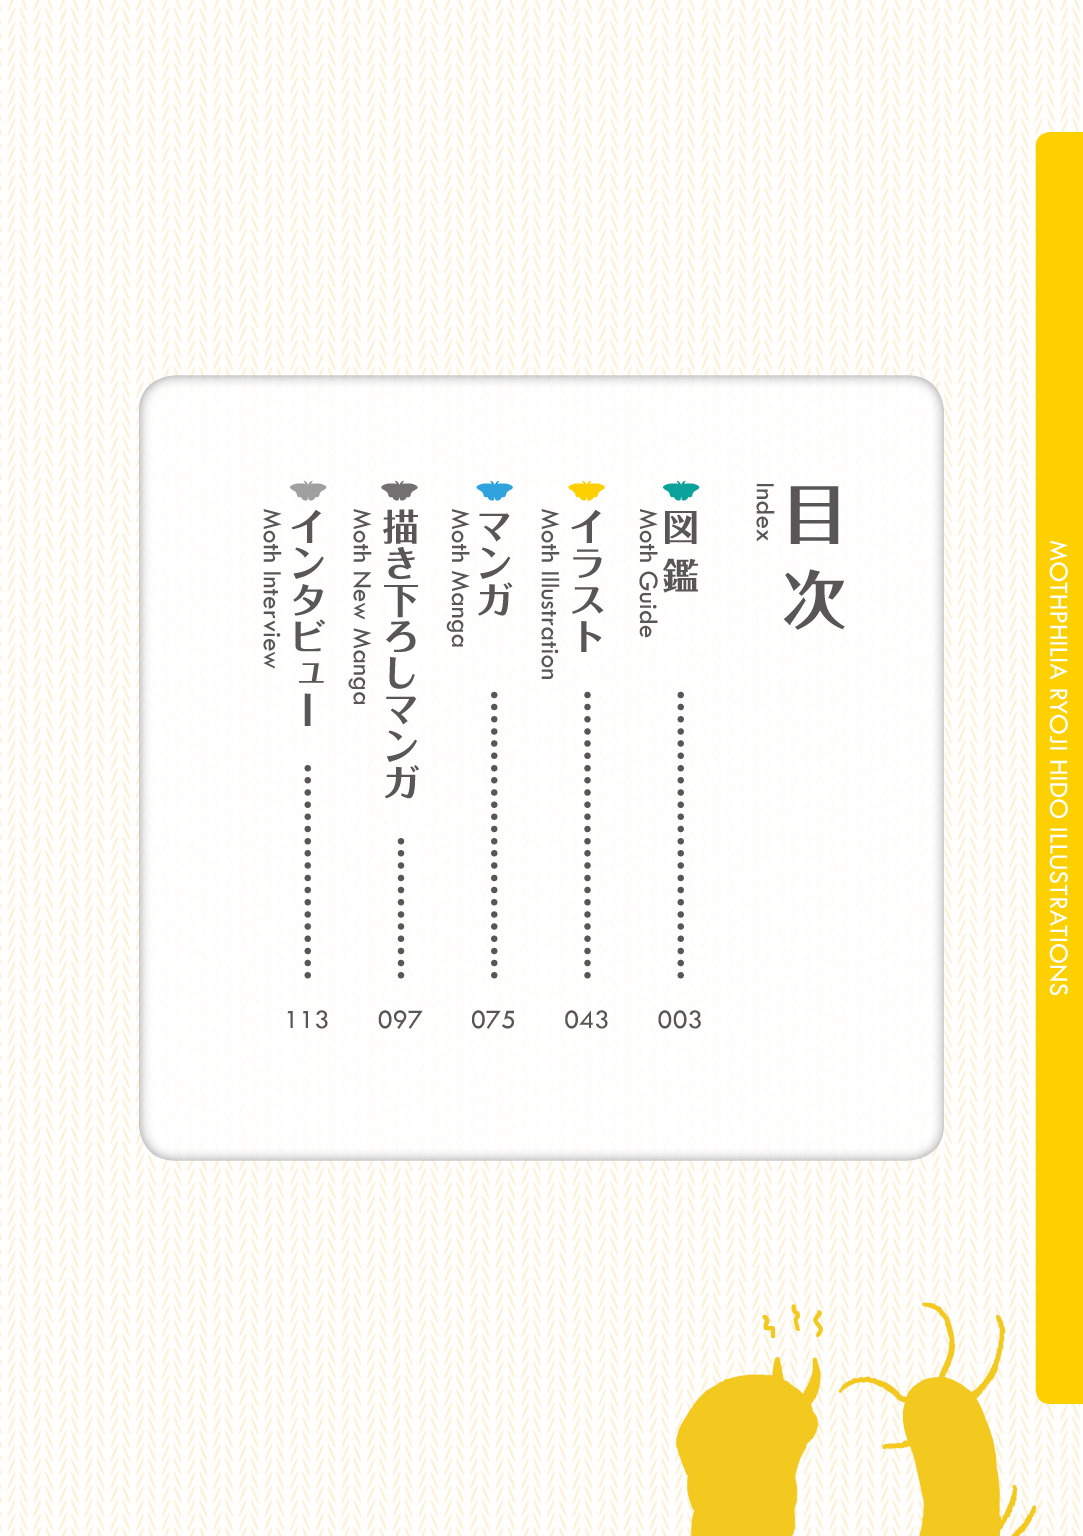 目次
Index
図鑑
Moth Guide
003
イラスト
Moth Illustration
043
マンガ
Moth Manga
075
描き下ろしマンガ
Moth New Manga
097
インタビュー
Moth Interview
113
MOTHPHILIA RYOJI HIDO ILLUSTRATIONS